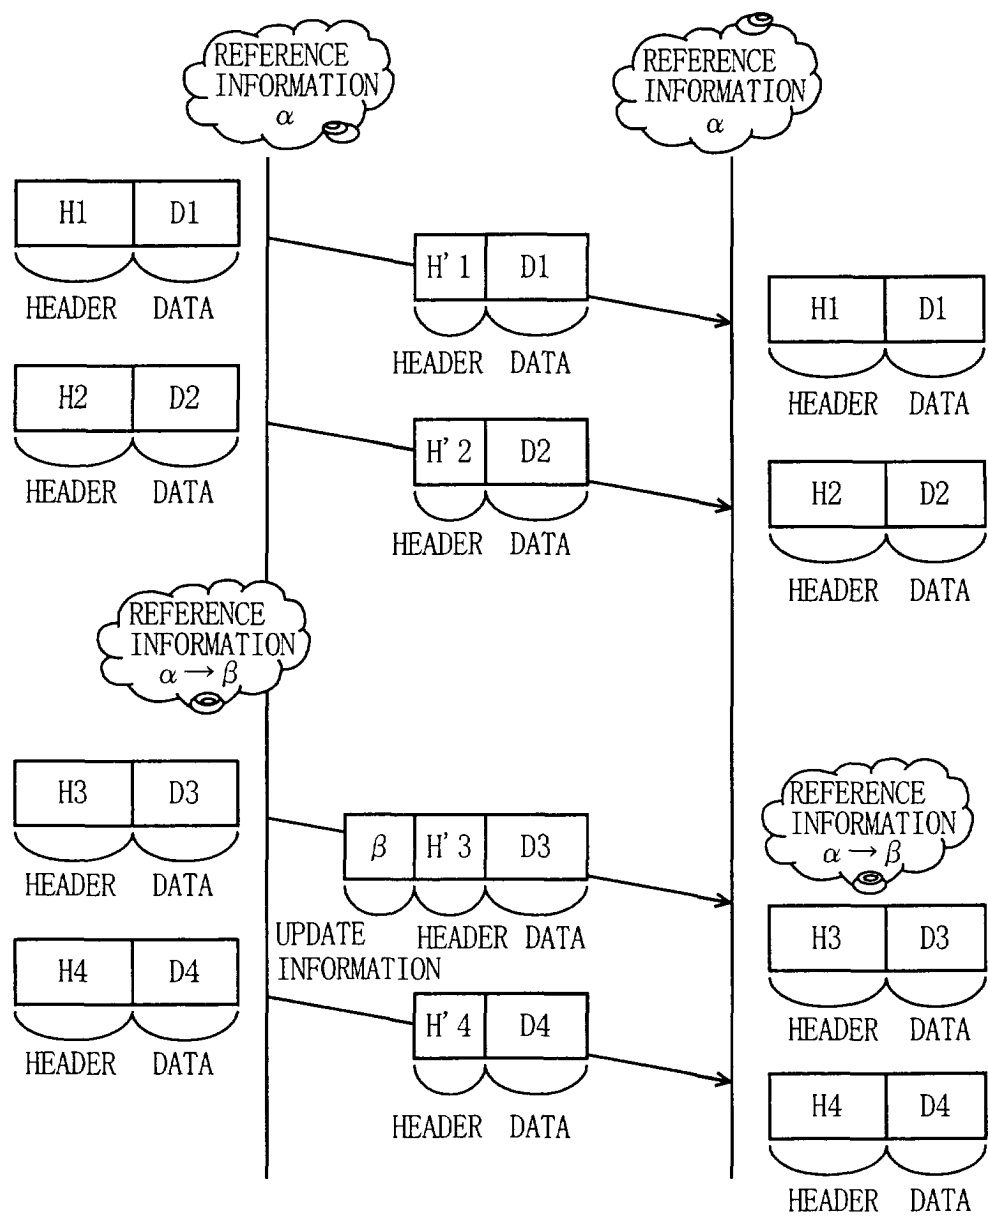 REFERENCE
INFORMATION
α
REFERENCE
INFORMATION
α
H1 D1
HEADER DATA
H'1 D1
HEADER DATA
H1 D1
HEADER DATA
H2 D2
HEADER DATA
H'2 D2
HEADER DATA
H2 D2
HEADER DATA
REFERENCE
INFORMATION
α→β
H3 D3
HEADER DATA
β H'3 D3
UPDATE
INFORMATION
HEADER DATA
REFERENCE
INFORMATION
α→β
H3 D3
HEADER DATA
H4 D4
HEADER DATA
H'4 D4
HEADER DATA
H4 D4
HEADER DATA